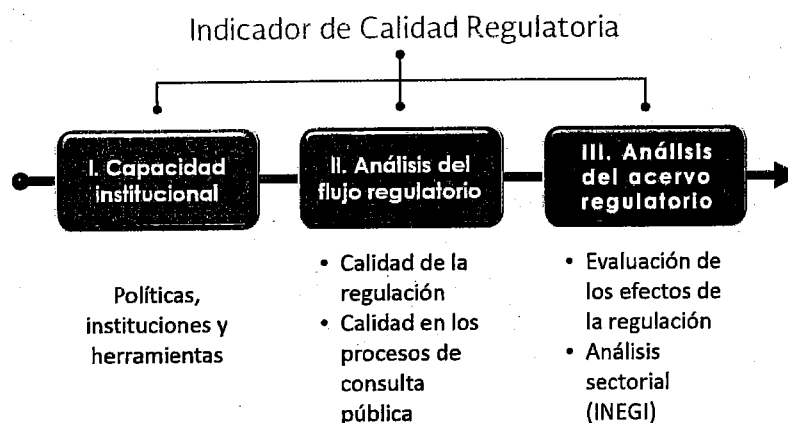 Indicador de Calidad Regulatoria
I. Capacidad
institucional
II. Análisis del
flujo regulatorio
III. Análisis
del acervo
regulatorio
Políticas,
instituciones y
herramientas
• Calidad de la
regulación
• Calidad en los
procesos de
consulta
pública
• Evaluación de
los efectos de
la regulación
• Análisis
sectorial
(INEGI)